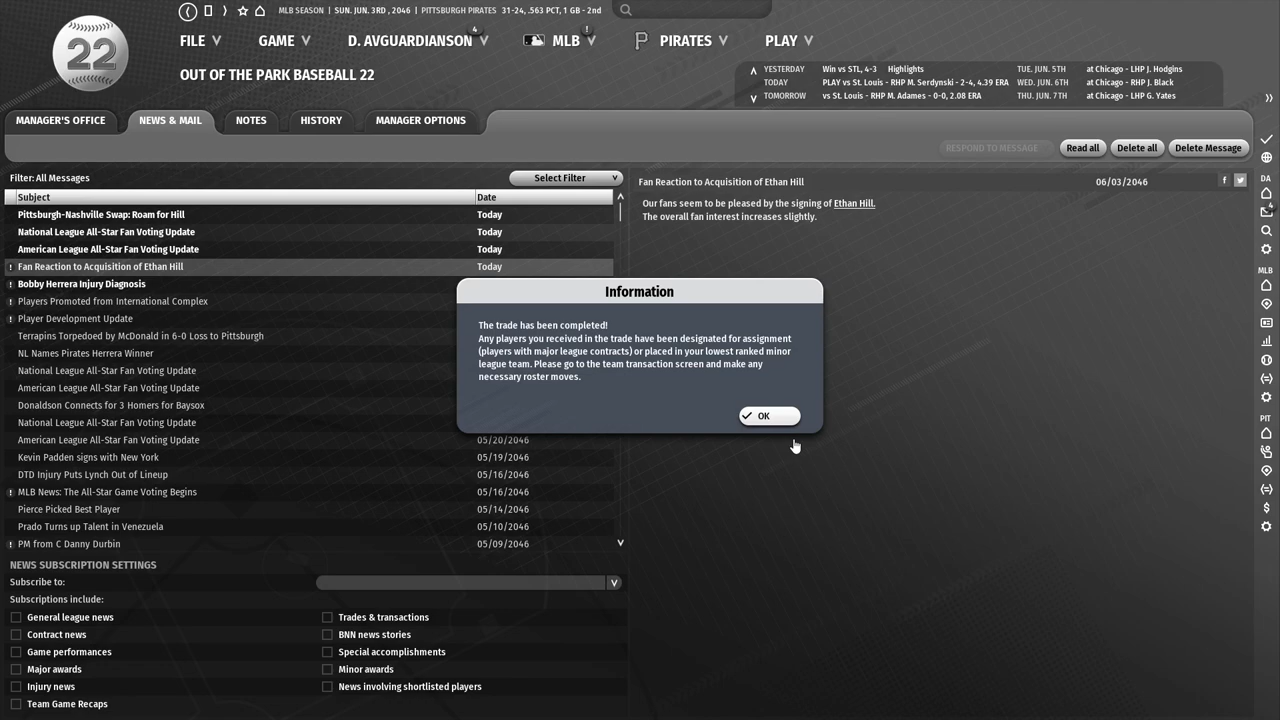 MLB SEASON | SUN. JUN. 3RD , 2046 | PITTSBURGH PIRATES 31-24, .563 PCT, 1 GB - 2nd
22
FILE GAME D. AVGUARDIANSON 4 MLB ! P PIRATES PLAY
OUT OF THE PARK BASEBALL 22
YESTERDAY Win vs STL, 4-3 Highlights TUE. JUN. 5TH at Chicago - LHP J. Hodgins
TODAY PLAY vs St. Louis - RHP M. Serdynski - 2-4, 4.39 ERA WED. JUN. 6TH at Chicago - RHP J. Black
TOMORROW vs St. Louis - RHP M. Adames - 0-0, 2.08 ERA THU. JUN. 7TH at Chicago - LHP G. Yates
MANAGER'S OFFICE NEWS & MAIL NOTES HISTORY MANAGER OPTIONS
RESPOND TO MESSAGE Read all Delete all Delete Message
Filter: All Messages Select Filter
Subject Date
Pittsburgh-Nashville Swap: Roam for Hill Today
National League All-Star Fan Voting Update Today
American League All-Star Fan Voting Update Today
! Fan Reaction to Acquisition of Ethan Hill Today
! Bobby Herrera Injury Diagnosis
! Players Promoted from International Complex
! Player Development Update
Terrapins Torpedoed by McDonald in 6-0 Loss to Pittsburgh
NL Names Pirates Herrera Winner
National League All-Star Fan Voting Update
American League All-Star Fan Voting Update
Donaldson Connects for 3 Homers for Baysox
National League All-Star Fan Voting Update
American League All-Star Fan Voting Update 05/20/2046
Kevin Padden signs with New York 05/19/2046
DTD Injury Puts Lynch Out of Lineup 05/16/2046
! MLB News: The All-Star Game Voting Begins 05/16/2046
Pierce Picked Best Player 05/14/2046
Prado Turns up Talent in Venezuela 05/10/2046
! PM from C Danny Durbin 05/09/2046
Fan Reaction to Acquisition of Ethan Hill 06/03/2046
Our fans seem to be pleased by the signing of Ethan Hill.
The overall fan interest increases slightly.
Information
The trade has been completed!
Any players you received in the trade have been designated for assignment
(players with major league contracts) or placed in your lowest ranked minor
league team. Please go to the team transaction screen and make any
necessary roster moves.
OK
NEWS SUBSCRIPTION SETTINGS
Subscribe to:
Subscriptions include:
General league news Trades & transactions
Contract news BNN news stories
Game performances Special accomplishments
Major awards Minor awards
Injury news News involving shortlisted players
Team Game Recaps
DA
4
MLB
PIT
$